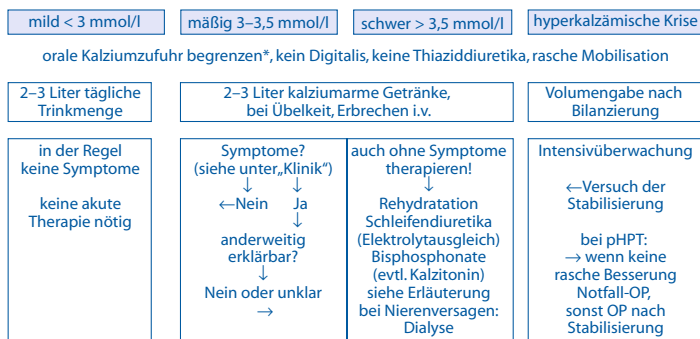 mild < 3 mmol/l
mäßig 3–3,5 mmol/l
schwer > 3,5 mmol/l
hyperkalzämische Krise
orale Kalziumzufuhr begrenzen*, kein Digitalis, keine Thiaziddiuretika, rasche Mobilisation
2–3 Liter tägliche
Trinkmenge
2–3 Liter kalziumarme Getränke,
bei Übelkeit, Erbrechen i.v.
Volumengabe nach
Bilanzierung
in der Regel
keine Symptome
keine akute
Therapie nötig
Symptome?
(siehe unter„Klinik“)
↓ ↓
←Nein Ja
↓
anderweitig
erklärbar?
↓
Nein oder unklar
→
auch ohne Symptome
therapieren!
↓
Rehydratation
Schleifendiuretika
(Elektrolytausgleich)
Bisphosphonate
(evtl. Kalzitonin)
siehe Erläuterung
bei Nierenversagen:
Dialyse
Intensivüberwachung
←Versuch der
Stabilisierung
bei pHPT:
→ wenn keine
rasche Besserung
Notfall-OP,
sonst OP nach
Stabilisierung